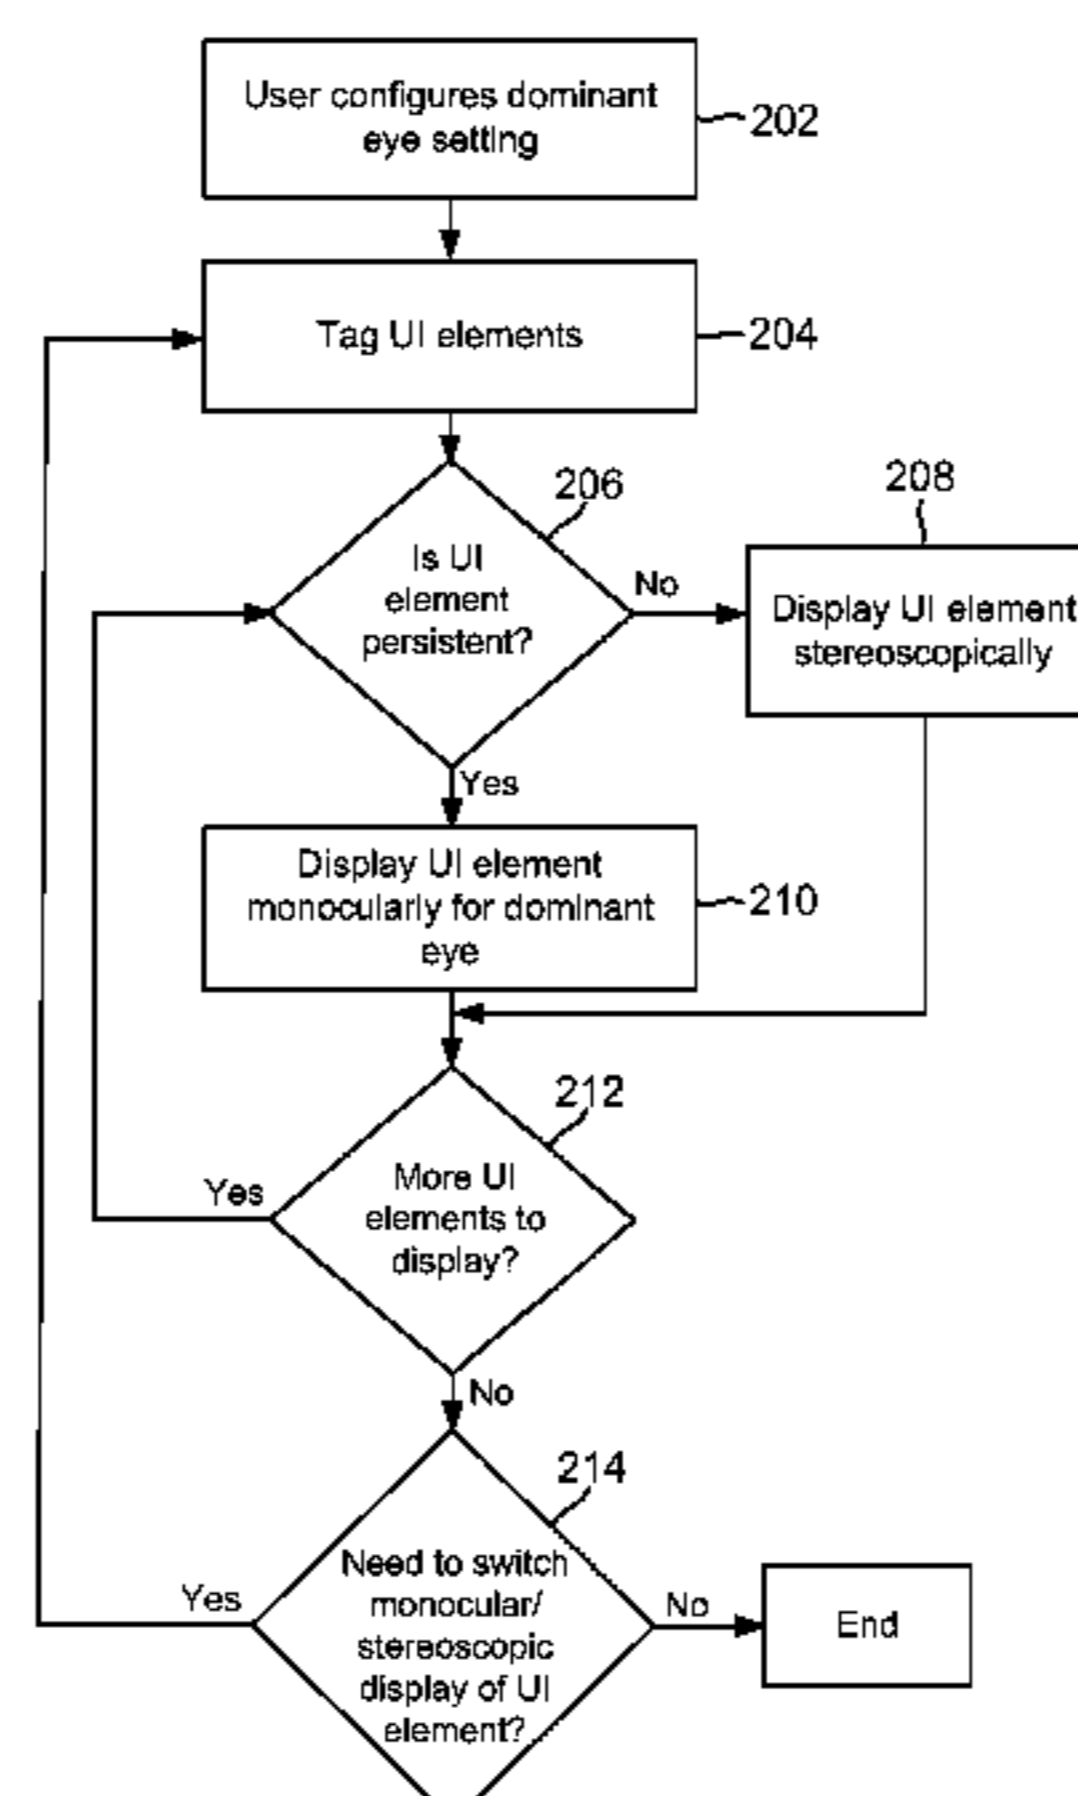 User configures dominant
eye setting
202
Tag UI elements
204
206
Is UI
element
persistent?
No
208
Display UI element
stereoscopically
Yes
Display UI element
monocularly for dominant
eye
210
212
More UI
elements to
display?
Yes
No
214
Need to switch
monocular/
stereoscopic
display of UI
element?
Yes
No
End